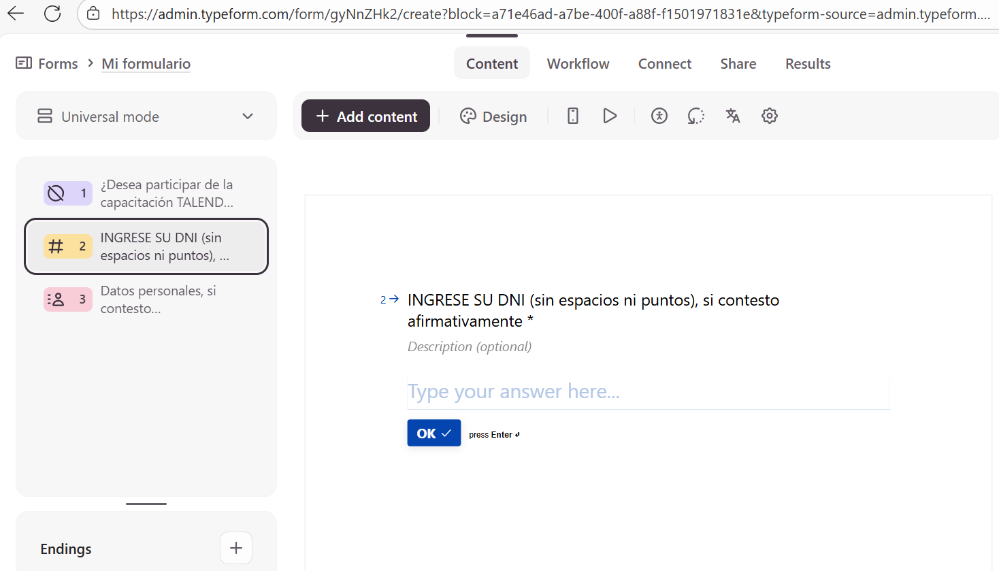 https://admin.typeform.com/form/gyNnZHk2/create?block=a71e46ad-a7be-400f-a88f-f1501971831e&typeform-source=admin.typeform....
Forms > Mi formulario
Content Workflow Connect Share Results
Universal mode
+ Add content Design
1 ¿Desea participar de la
capacitación TALEND...
# 2 INGRESE SU DNI (sin
espacios ni puntos), ...
3 Datos personales, si
contesto...
2→ INGRESE SU DNI (sin espacios ni puntos), si contesto
afirmativamente *
Description (optional)
Type your answer here...
OK ✓ press Enter ↵
Endings +